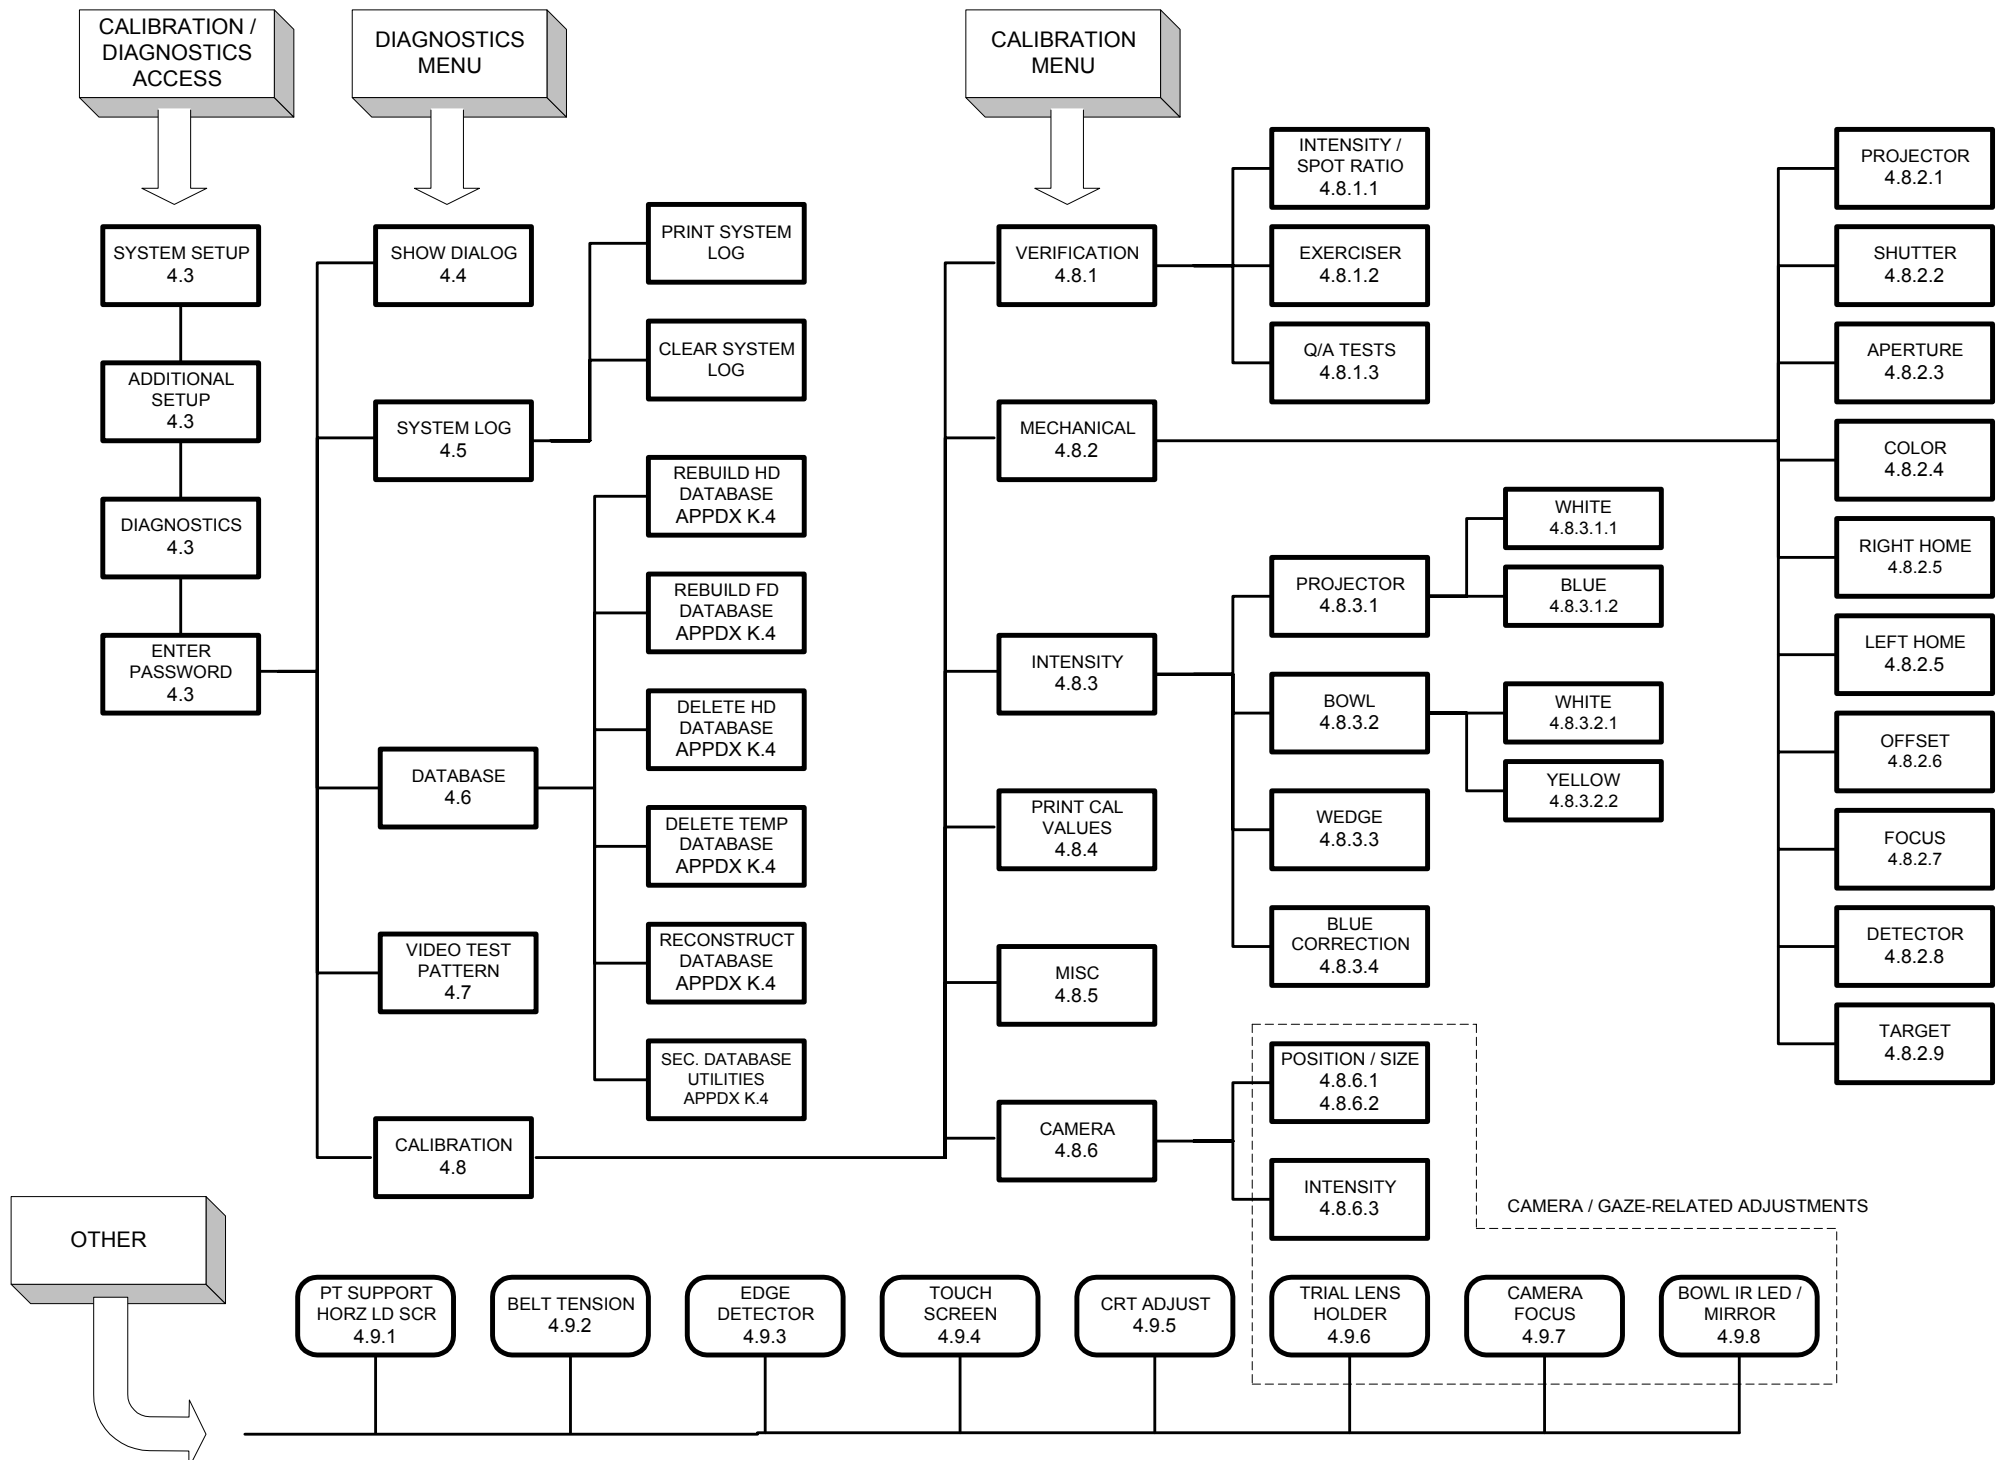 CALIBRATION /
DIAGNOSTICS
ACCESS
DIAGNOSTICS
MENU
CALIBRATION
MENU
SYSTEM SETUP
4.3
ADDITIONAL
SETUP
4.3
DIAGNOSTICS
4.3
ENTER
PASSWORD
4.3
SHOW DIALOG
4.4
SYSTEM LOG
4.5
DATABASE
4.6
VIDEO TEST
PATTERN
4.7
CALIBRATION
4.8
PRINT SYSTEM
LOG
CLEAR SYSTEM
LOG
REBUILD HD
DATABASE
APPDX K.4
REBUILD FD
DATABASE
APPDX K.4
DELETE HD
DATABASE
APPDX K.4
DELETE TEMP
DATABASE
APPDX K.4
RECONSTRUCT
DATABASE
APPDX K.4
SEC. DATABASE
UTILITIES
APPDX K.4
VERIFICATION
4.8.1
MECHANICAL
4.8.2
INTENSITY
4.8.3
PRINT CAL
VALUES
4.8.4
MISC
4.8.5
CAMERA
4.8.6
INTENSITY /
SPOT RATIO
4.8.1.1
EXERCISER
4.8.1.2
Q/A TESTS
4.8.1.3
PROJECTOR
4.8.3.1
BOWL
4.8.3.2
WEDGE
4.8.3.3
BLUE
CORRECTION
4.8.3.4
POSITION / SIZE
4.8.6.1
4.8.6.2
INTENSITY
4.8.6.3
WHITE
4.8.3.1.1
BLUE
4.8.3.1.2
WHITE
4.8.3.2.1
YELLOW
4.8.3.2.2
PROJECTOR
4.8.2.1
SHUTTER
4.8.2.2
APERTURE
4.8.2.3
COLOR
4.8.2.4
RIGHT HOME
4.8.2.5
LEFT HOME
4.8.2.5
OFFSET
4.8.2.6
FOCUS
4.8.2.7
DETECTOR
4.8.2.8
TARGET
4.8.2.9
CAMERA / GAZE-RELATED ADJUSTMENTS
OTHER
PT SUPPORT
HORZ LD SCR
4.9.1
BELT TENSION
4.9.2
EDGE
DETECTOR
4.9.3
TOUCH
SCREEN
4.9.4
CRT ADJUST
4.9.5
TRIAL LENS
HOLDER
4.9.6
CAMERA
FOCUS
4.9.7
BOWL IR LED /
MIRROR
4.9.8